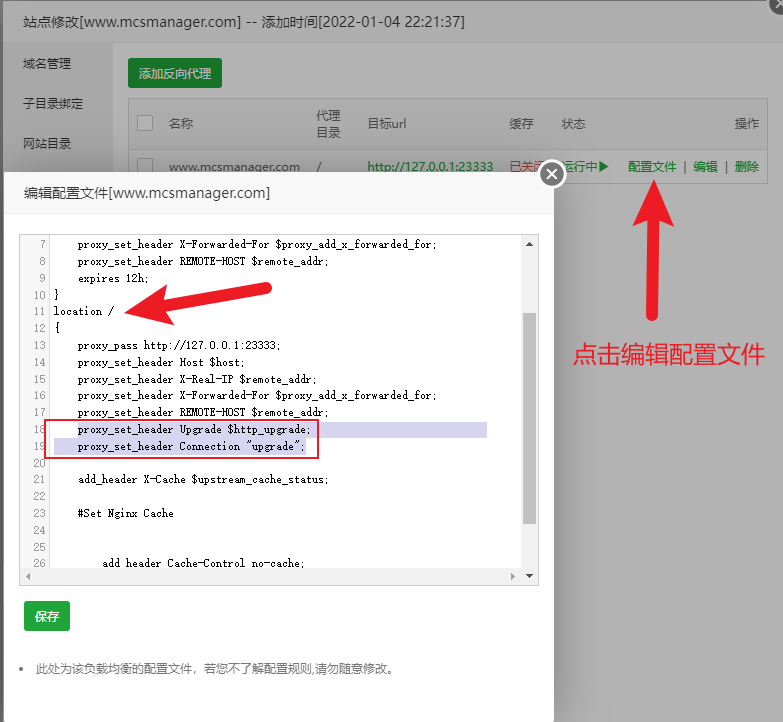 站点修改[www.mcsmanager.com] -- 添加时间[2022-01-04 22:21:37]
域名管理
子目录绑定
网站目录
添加反向代理
名称 代理目录 目标url 缓存 状态 操作
www.mcsmanager.com / http://127.0.0.1:23333 已关闭 运行中 配置文件 | 编辑 | 删除
编辑配置文件[www.mcsmanager.com]
7 proxy_set_header X-Forwarded-For $proxy_add_x_forwarded_for;
8 proxy_set_header REMOTE-HOST $remote_addr;
9 expires 12h;
10 }
11 location /
12 {
13 proxy_pass http://127.0.0.1:23333;
14 proxy_set_header Host $host;
15 proxy_set_header X-Real-IP $remote_addr;
16 proxy_set_header X-Forwarded-For $proxy_add_x_forwarded_for;
17 proxy_set_header REMOTE-HOST $remote_addr;
18 proxy_set_header Upgrade $http_upgrade;
19 proxy_set_header Connection "upgrade";
20
21 add_header X-Cache $upstream_cache_status;
22
23 #Set Nginx Cache
24
25
26 add_header Cache-Control no-cache;
点击编辑配置文件
保存
此处为该负载均衡的配置文件，若您不了解配置规则,请勿随意修改。